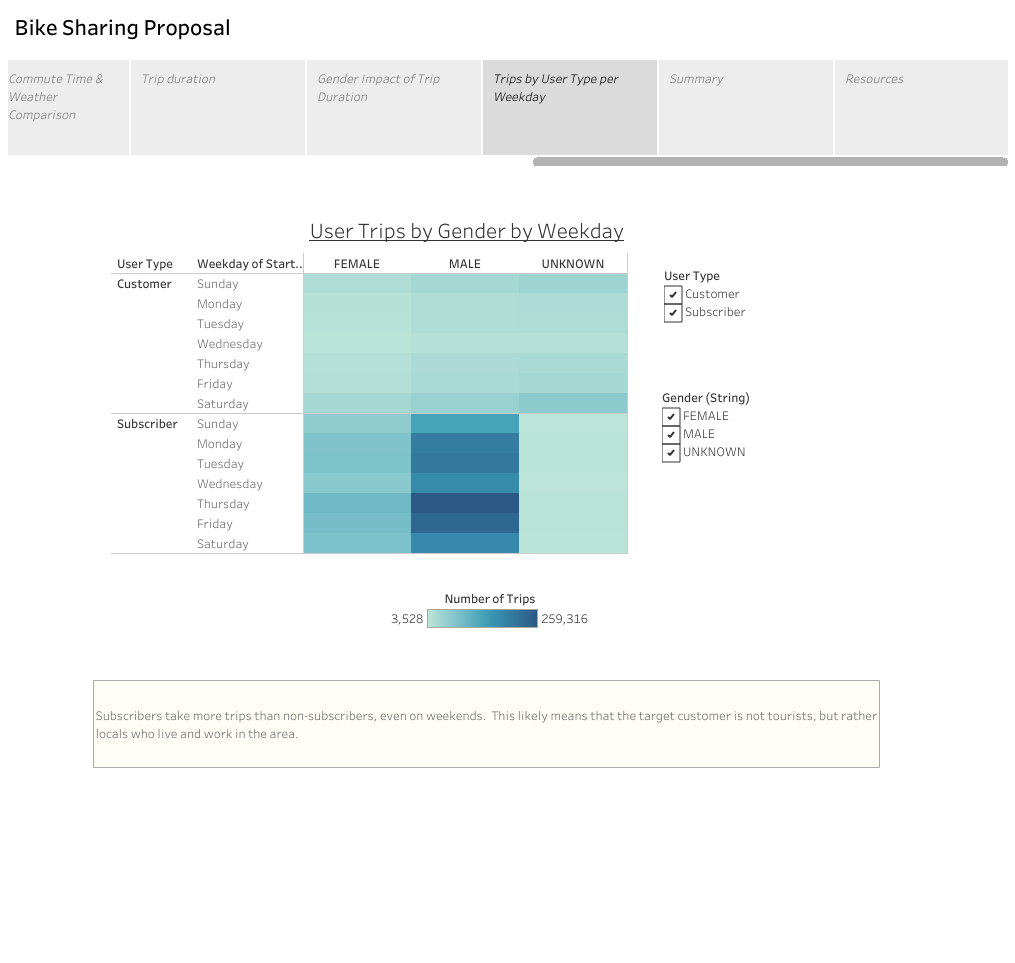 Bike Sharing Proposal
Commute Time &
Weather
Comparison
Trip duration
Gender Impact of Trip
Duration
Trips by User Type per
Weekday
Summary
Resources
User Trips by Gender by Weekday
User Type Weekday of Start.. FEMALE MALE UNKNOWN
Customer Sunday
Monday
Tuesday
Wednesday
Thursday
Friday
Saturday
Subscriber Sunday
Monday
Tuesday
Wednesday
Thursday
Friday
Saturday
User Type
Customer
Subscriber
Gender (String)
FEMALE
MALE
UNKNOWN
Number of Trips
3,528 259,316
Subscribers take more trips than non-subscribers, even on weekends.  This likely means that the target customer is not tourists, but rather
locals who live and work in the area.